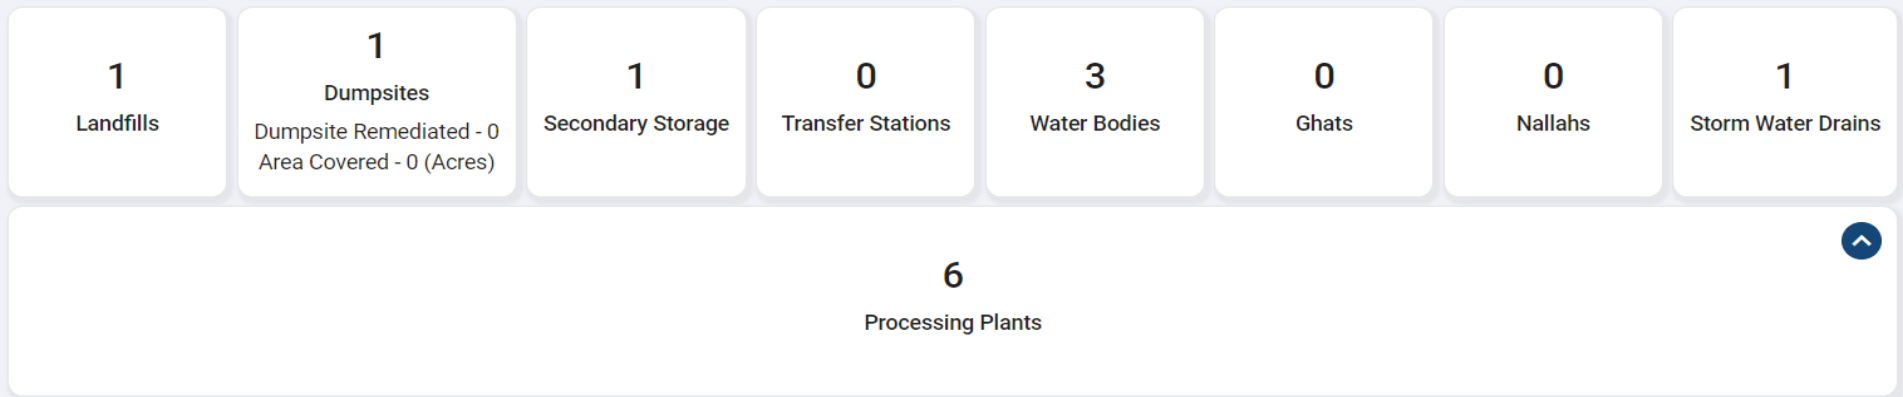 1
Landfills
1
Dumpsites
Dumpsite Remediated - 0
Area Covered - 0 (Acres)
1
Secondary Storage
0
Transfer Stations
3
Water Bodies
0
Ghats
0
Nallahs
1
Storm Water Drains
6
Processing Plants